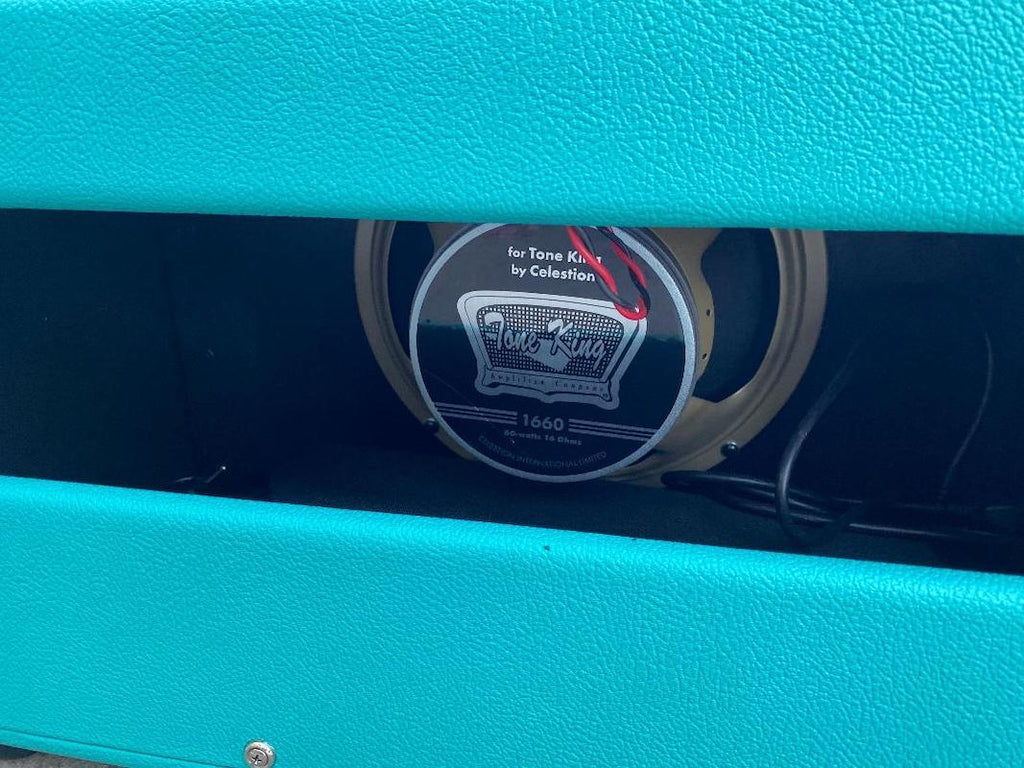 for Tone King
by Celestion
Tone King
Amplifier Company
1660
60-watts 16 Ohms
CELESTION INTERNATIONAL LIMITED